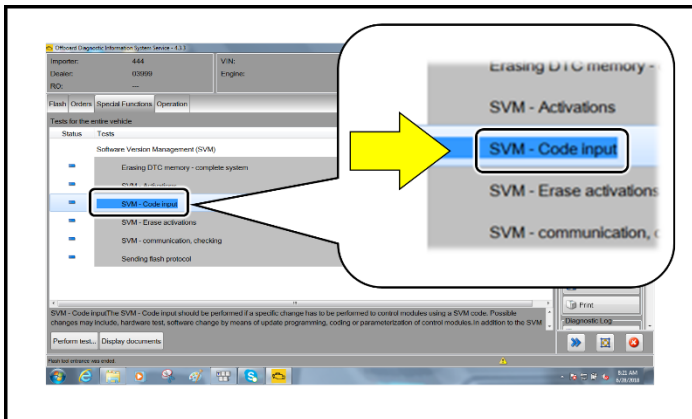 Offboard Diagnostic Information System Service - 4.3.3
Importer: 444
Dealer: 03999
RO: ---
VIN:
Engine:
Flash Orders Special Functions Operation
Tests for the entire vehicle
Status Tests
Software Version Management (SVM)
Erasing DTC memory - complete system
SVM - Activations
SVM - Code input
SVM - Erase activations
SVM - communication, checking
Sending flash protocol
Erasing DTC memory -
SVM - Activations
SVM - Code input
SVM - Erase activations
SVM - communication, c
Print
Diagnostic Log
SVM - Code inputThe SVM - Code input should be performed if a specific change has to be performed to control modules using a SVM code. Possible
changes may include, hardware test, software change by means of update programming, coding or parameterization of control modules.In addition to the SVM
Perform test... Display documents
Flash tool entrance was ended.
8:21 AM